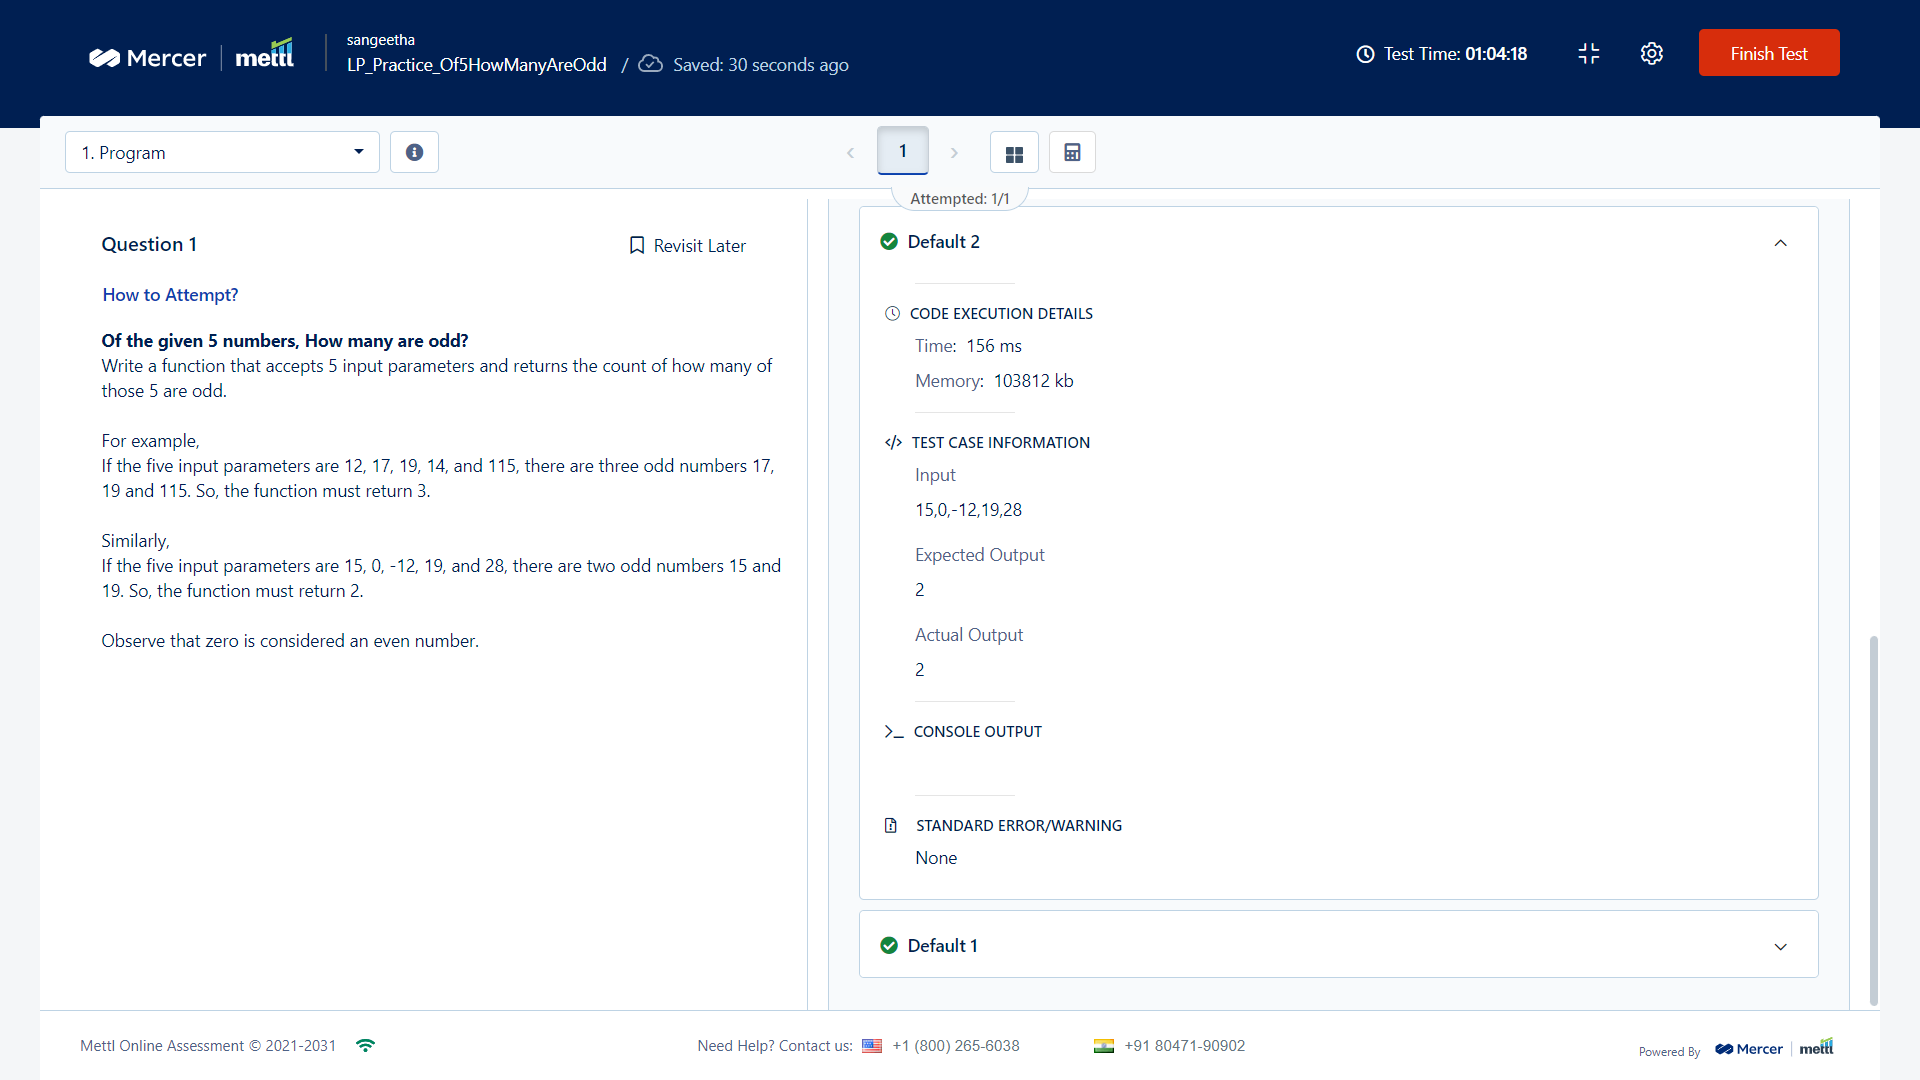 Mercer
mettl
sangeetha
LP_Practice_Of5HowManyAreOdd / Saved: 30 seconds ago
Test Time: 01:04:18
Finish Test
1. Program
1
Attempted: 1/1
Question 1
Revisit Later
How to Attempt?
Of the given 5 numbers, How many are odd?
Write a function that accepts 5 input parameters and returns the count of how many of
those 5 are odd.
For example,
If the five input parameters are 12, 17, 19, 14, and 115, there are three odd numbers 17,
19 and 115. So, the function must return 3.
Similarly,
If the five input parameters are 15, 0, -12, 19, and 28, there are two odd numbers 15 and
19. So, the function must return 2.
Observe that zero is considered an even number.
Default 2
CODE EXECUTION DETAILS
Time: 156 ms
Memory: 103812 kb
TEST CASE INFORMATION
Input
15,0,-12,19,28
Expected Output
2
Actual Output
2
CONSOLE OUTPUT
STANDARD ERROR/WARNING
None
Default 1
Mettl Online Assessment © 2021-2031
Need Help? Contact us: +1 (800) 265-6038
+91 80471-90902
Powered By Mercer mettl